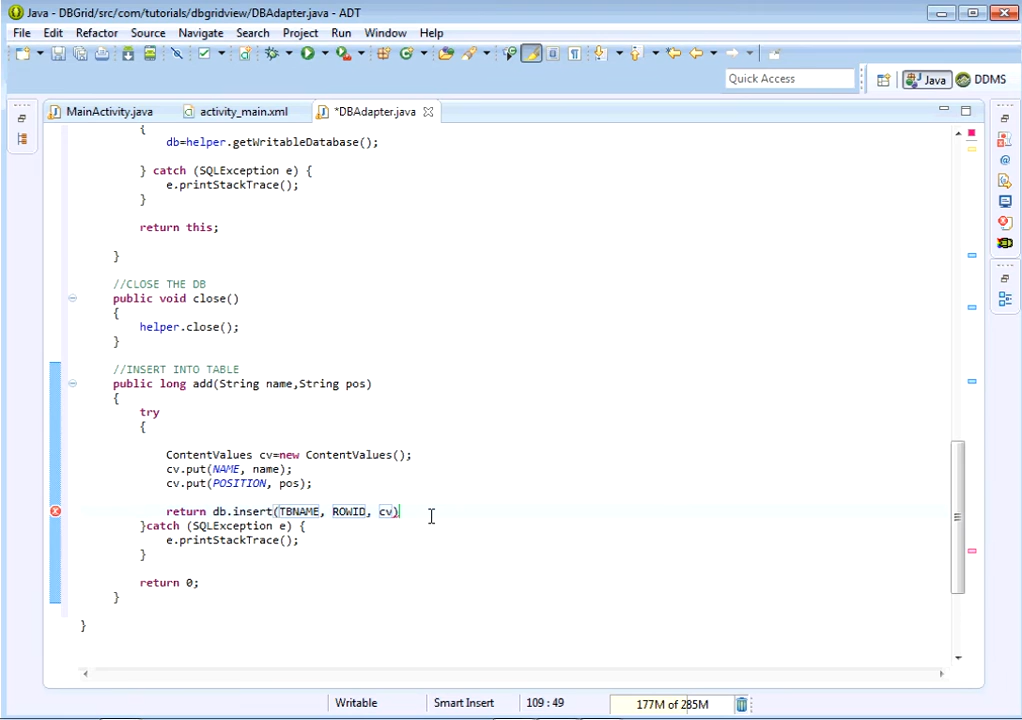 Java - DBGrid/src/com/tutorials/dbgridview/DBAdapter.java - ADT
File Edit Refactor Source Navigate Search Project Run Window Help
Quick Access
Java
DDMS
MainActivity.java
activity_main.xml
*DBAdapter.java
{
db=helper.getWritableDatabase();
} catch (SQLException e) {
e.printStackTrace();
}
return this;
}
//CLOSE THE DB
public void close()
{
helper.close();
}
//INSERT INTO TABLE
public long add(String name,String pos)
{
try
{
ContentValues cv=new ContentValues();
cv.put(NAME, name);
cv.put(POSITION, pos);
return db.insert(TBNAME, ROWID, cv)
}catch (SQLException e) {
e.printStackTrace();
}
return 0;
}
}
Writable
Smart Insert
109 : 49
177M of 285M